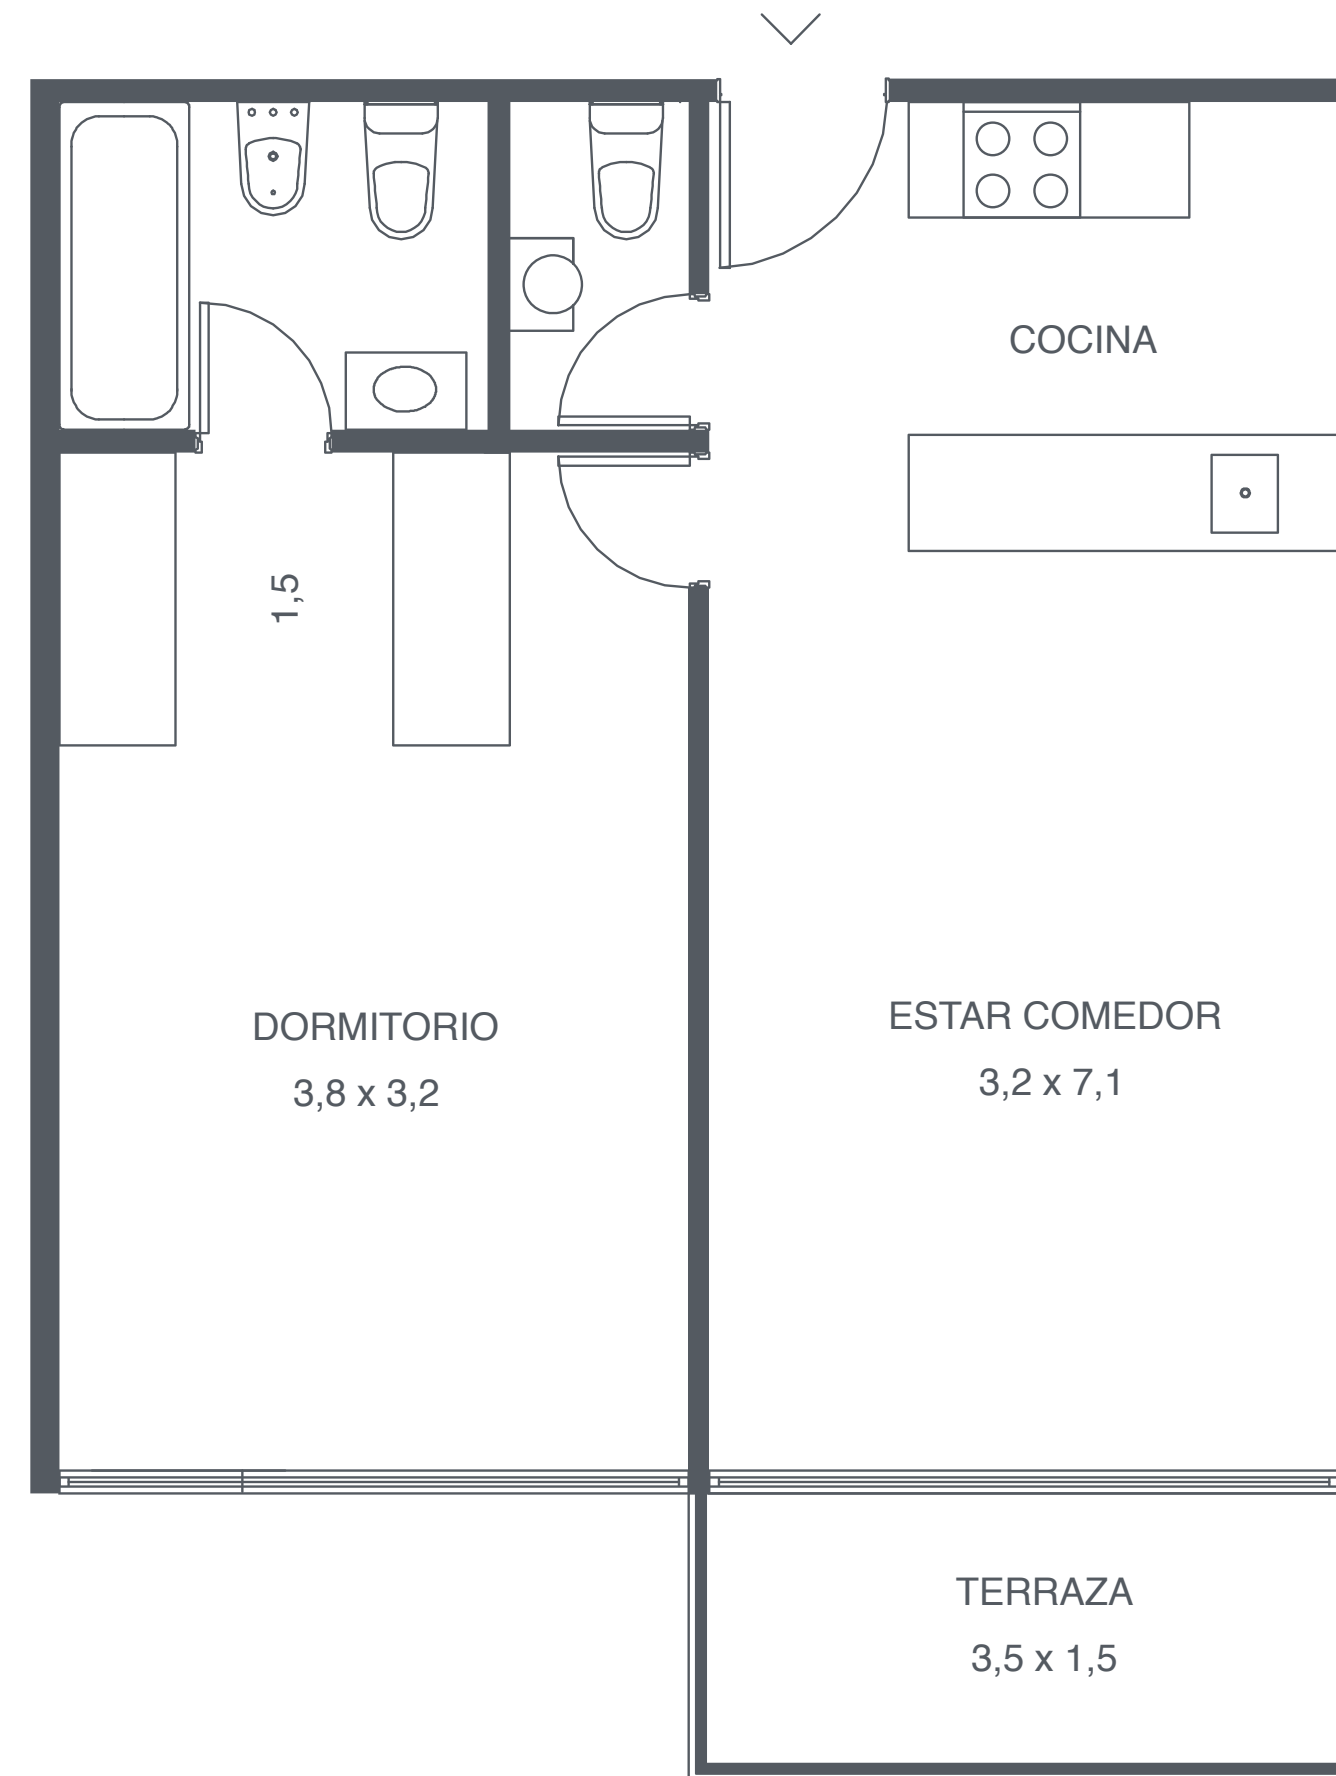 COCINA
1,5
DORMITORIO
3,8 x 3,2
ESTAR COMEDOR
3,2 x 7,1
TERRAZA
3,5 x 1,5